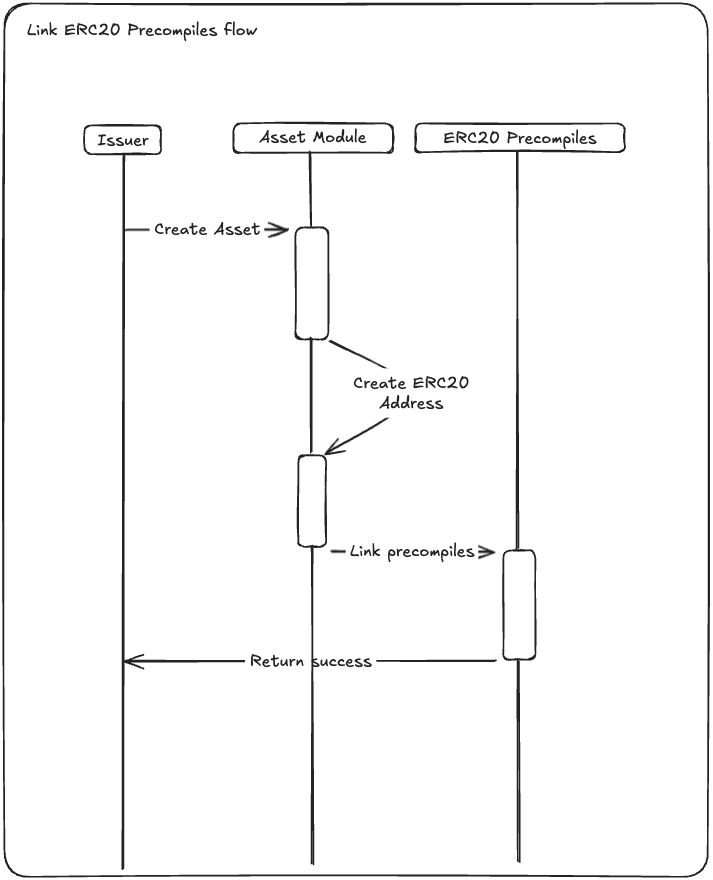 Link ERC20 Precompiles flow
Issuer
Asset Module
ERC20 Precompiles
Create Asset
Create ERC20
Address
Link precompiles
Return success